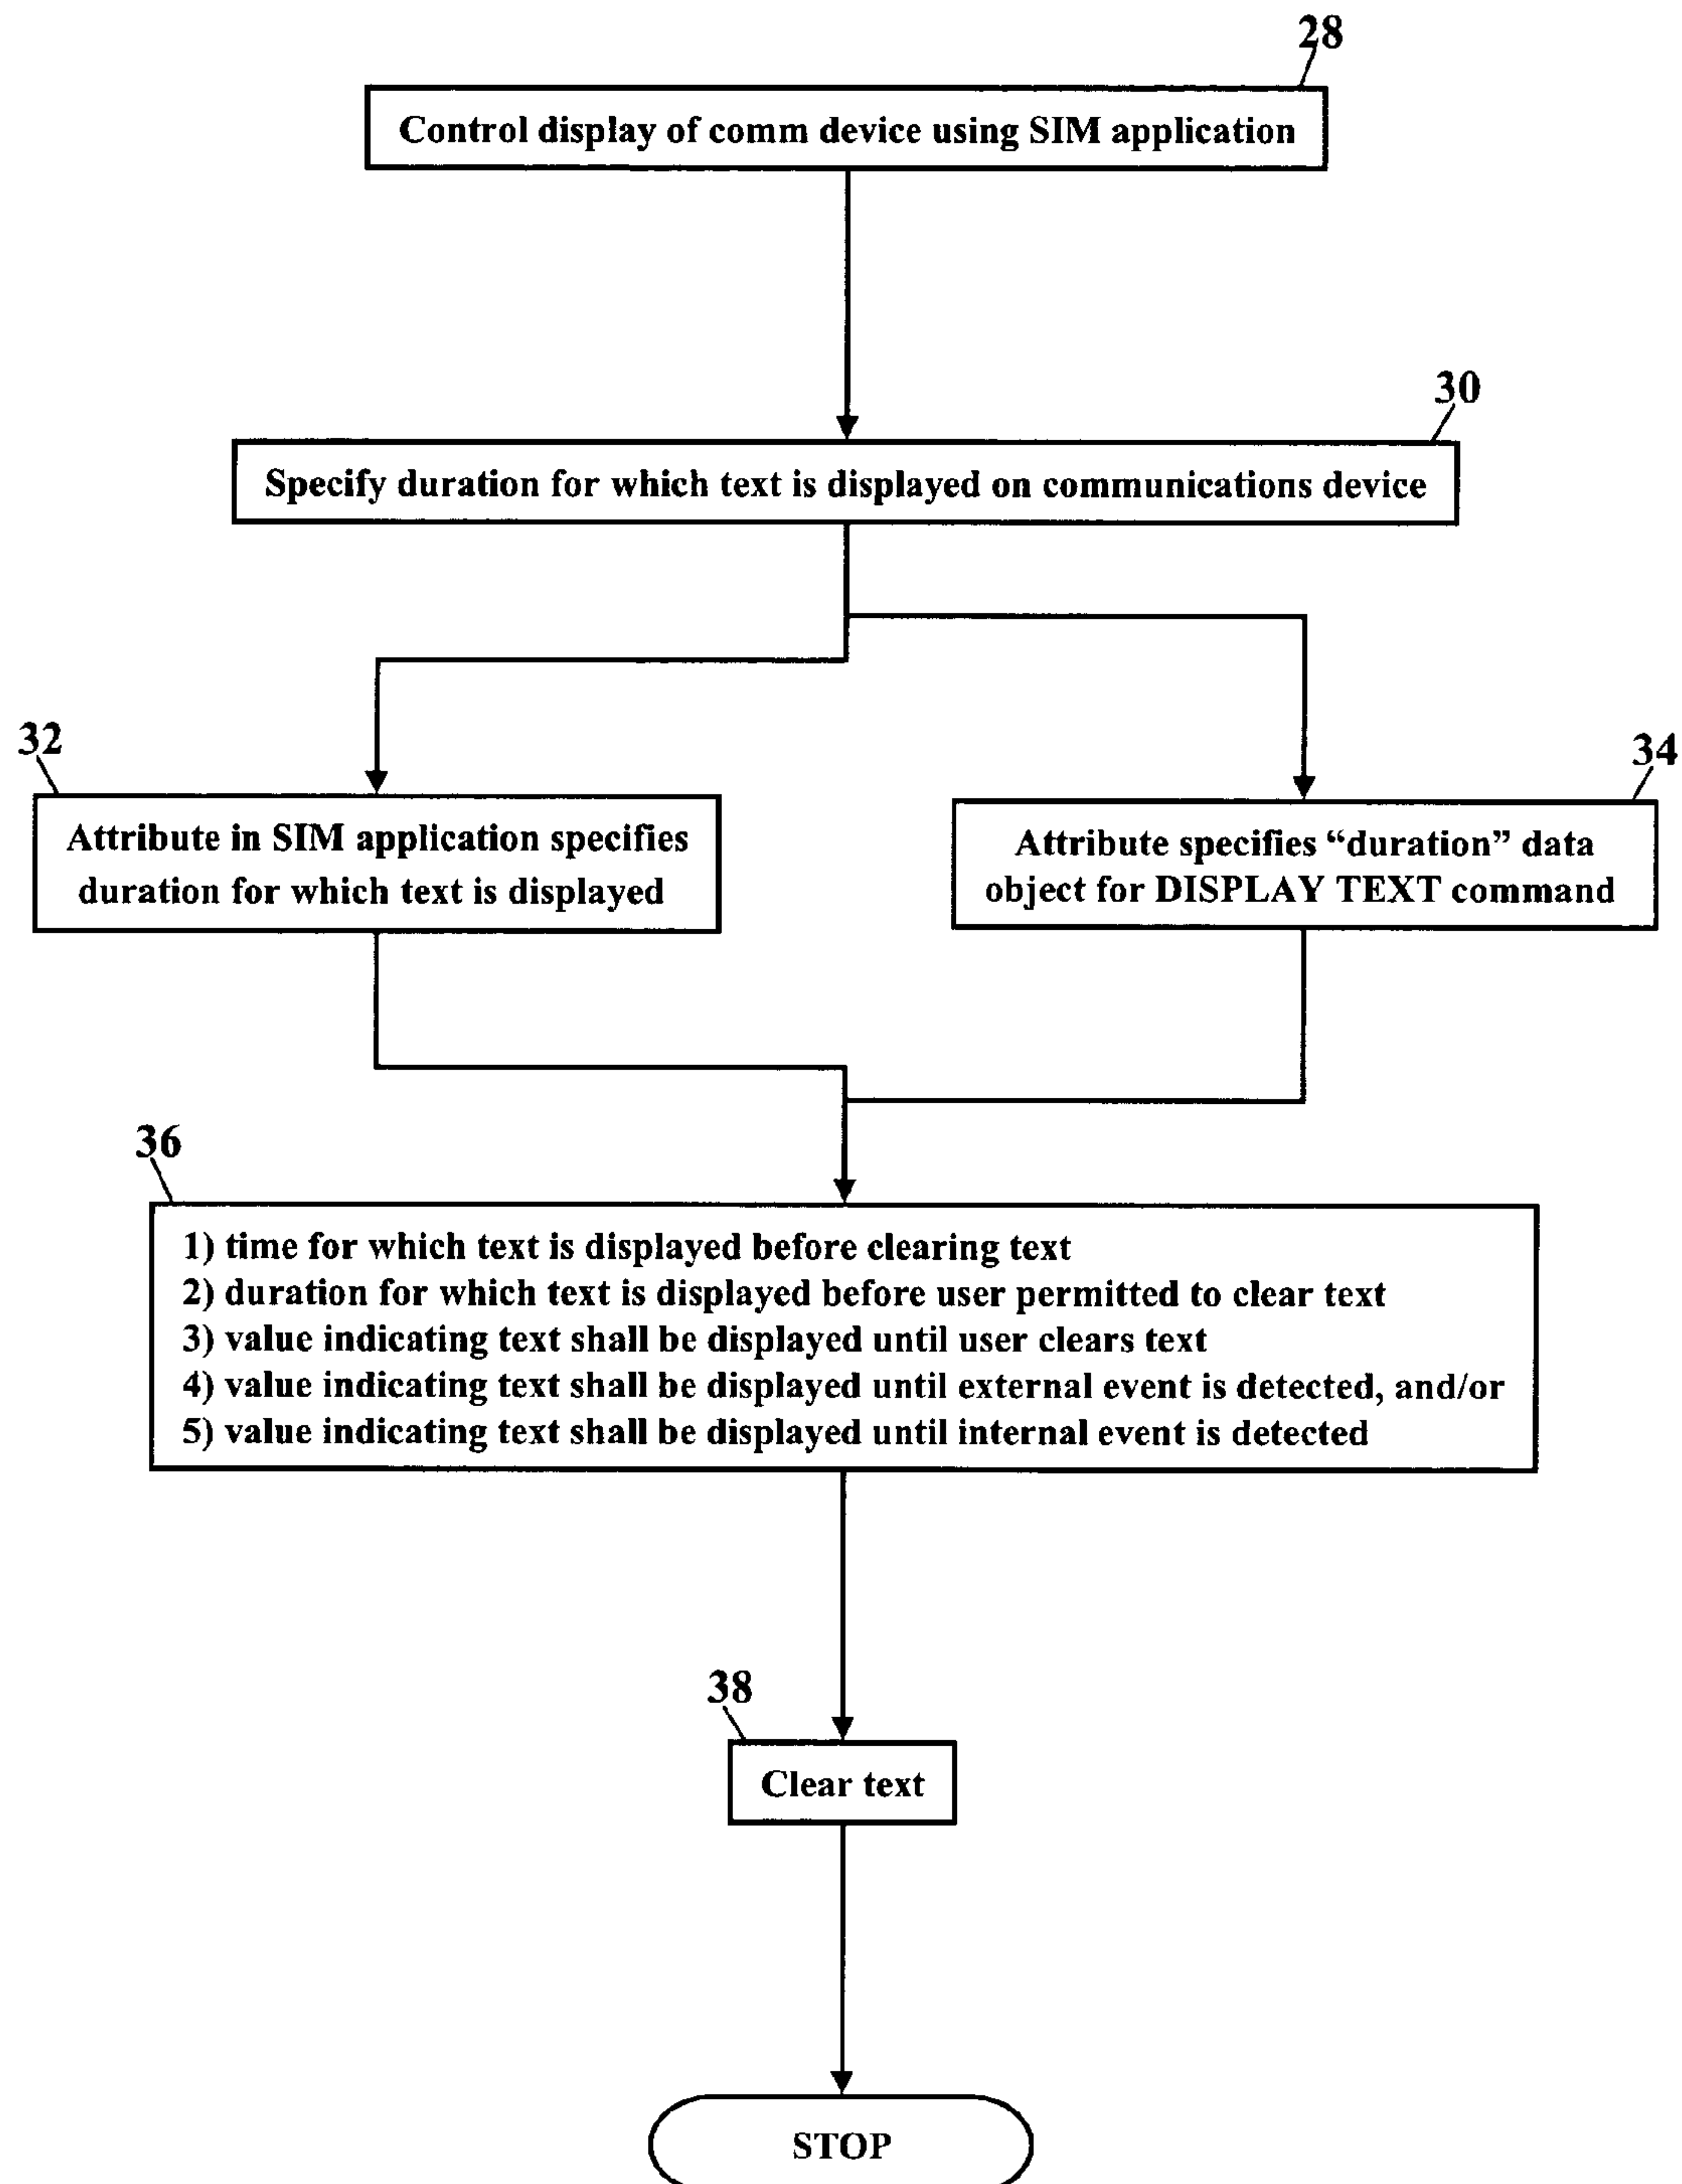 28
Control display of comm device using SIM application
30
Specify duration for which text is displayed on communications device
32
Attribute in SIM application specifies
duration for which text is displayed
34
Attribute specifies “duration” data
object for DISPLAY TEXT command
36
1) time for which text is displayed before clearing text
2) duration for which text is displayed before user permitted to clear text
3) value indicating text shall be displayed until user clears text
4) value indicating text shall be displayed until external event is detected, and/or
5) value indicating text shall be displayed until internal event is detected
38
Clear text
STOP